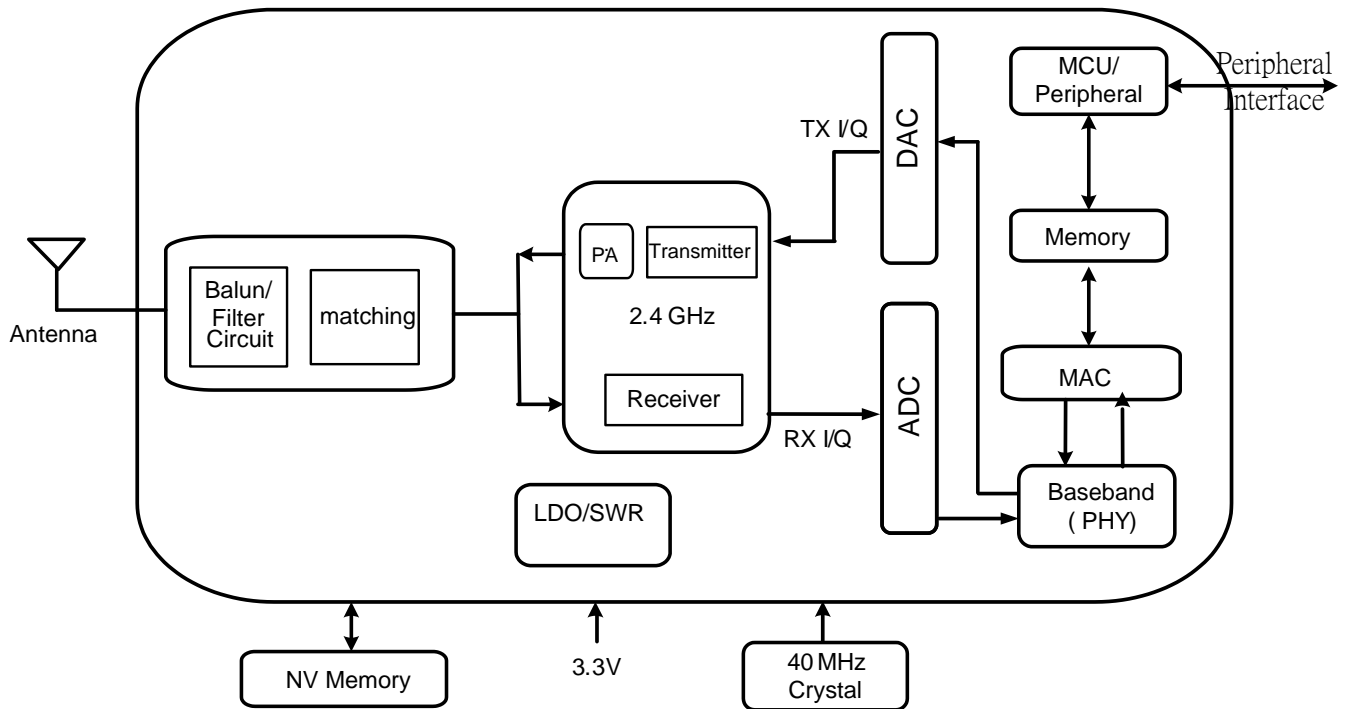 MCU/
Peripheral
Peripheral
Interface
DAC
TX I/Q
Memory
PA
Transmitter
2.4 GHz
Receiver
Balun/
Filter
Circuit
matching
Antenna
ADC
RX I/Q
MAC
Baseband
( PHY)
LDO/SWR
NV Memory
3.3V
40 MHz
Crystal